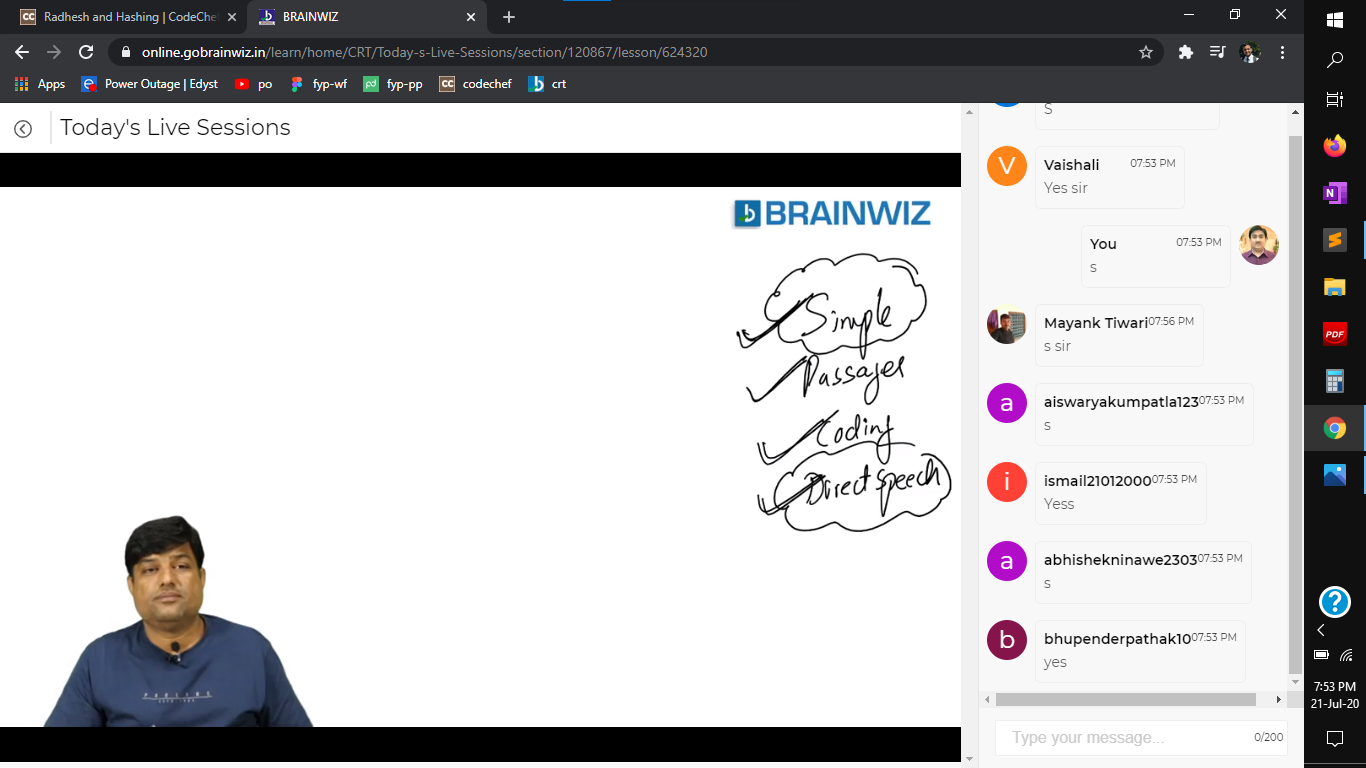 Radhesh and Hashing | CodeChe
BRAINWIZ
online.gobrainwiz.in/learn/home/CRT/Today-s-Live-Sessions/section/120867/lesson/624320
Apps
Power Outage | Edyst
po
fyp-wf
fyp-pp
codechef
crt
Today's Live Sessions
BRAINWIZ
Simple
Passages
Coding
Direct Speech
S
V
Vaishali 07:53 PM
Yes sir
You 07:53 PM
s
Mayank Tiwari 07:56 PM
s sir
a
aiswaryakumpatla123 07:53 PM
s
i
ismail21012000 07:53 PM
Yess
a
abhishekninawe2303 07:53 PM
s
b
bhupenderpathak10 07:53 PM
yes
Type your message... 0/200
PDF
7:53 PM
21-Jul-20